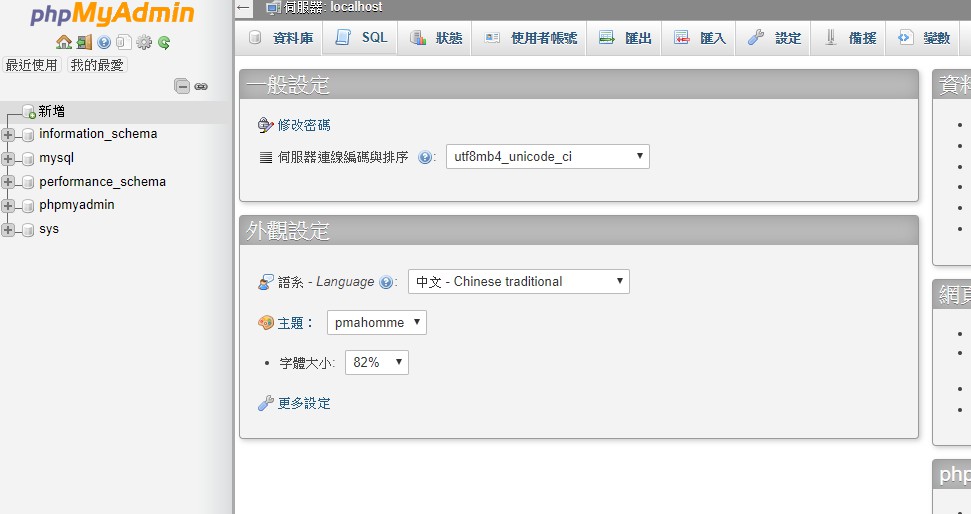 phpMyAdmin
伺服器: localhost
資料庫 SQL 狀態 使用者帳號 匯出 匯入 設定 備援 變數
最近使用 我的最愛
新增
information_schema
mysql
performance_schema
phpmyadmin
sys
一般設定
修改密碼
伺服器連線編碼與排序 : utf8mb4_unicode_ci
外觀設定
語系 - Language : 中文 - Chinese traditional
主題： pmahomme
字體大小: 82%
更多設定
資料
網頁
php